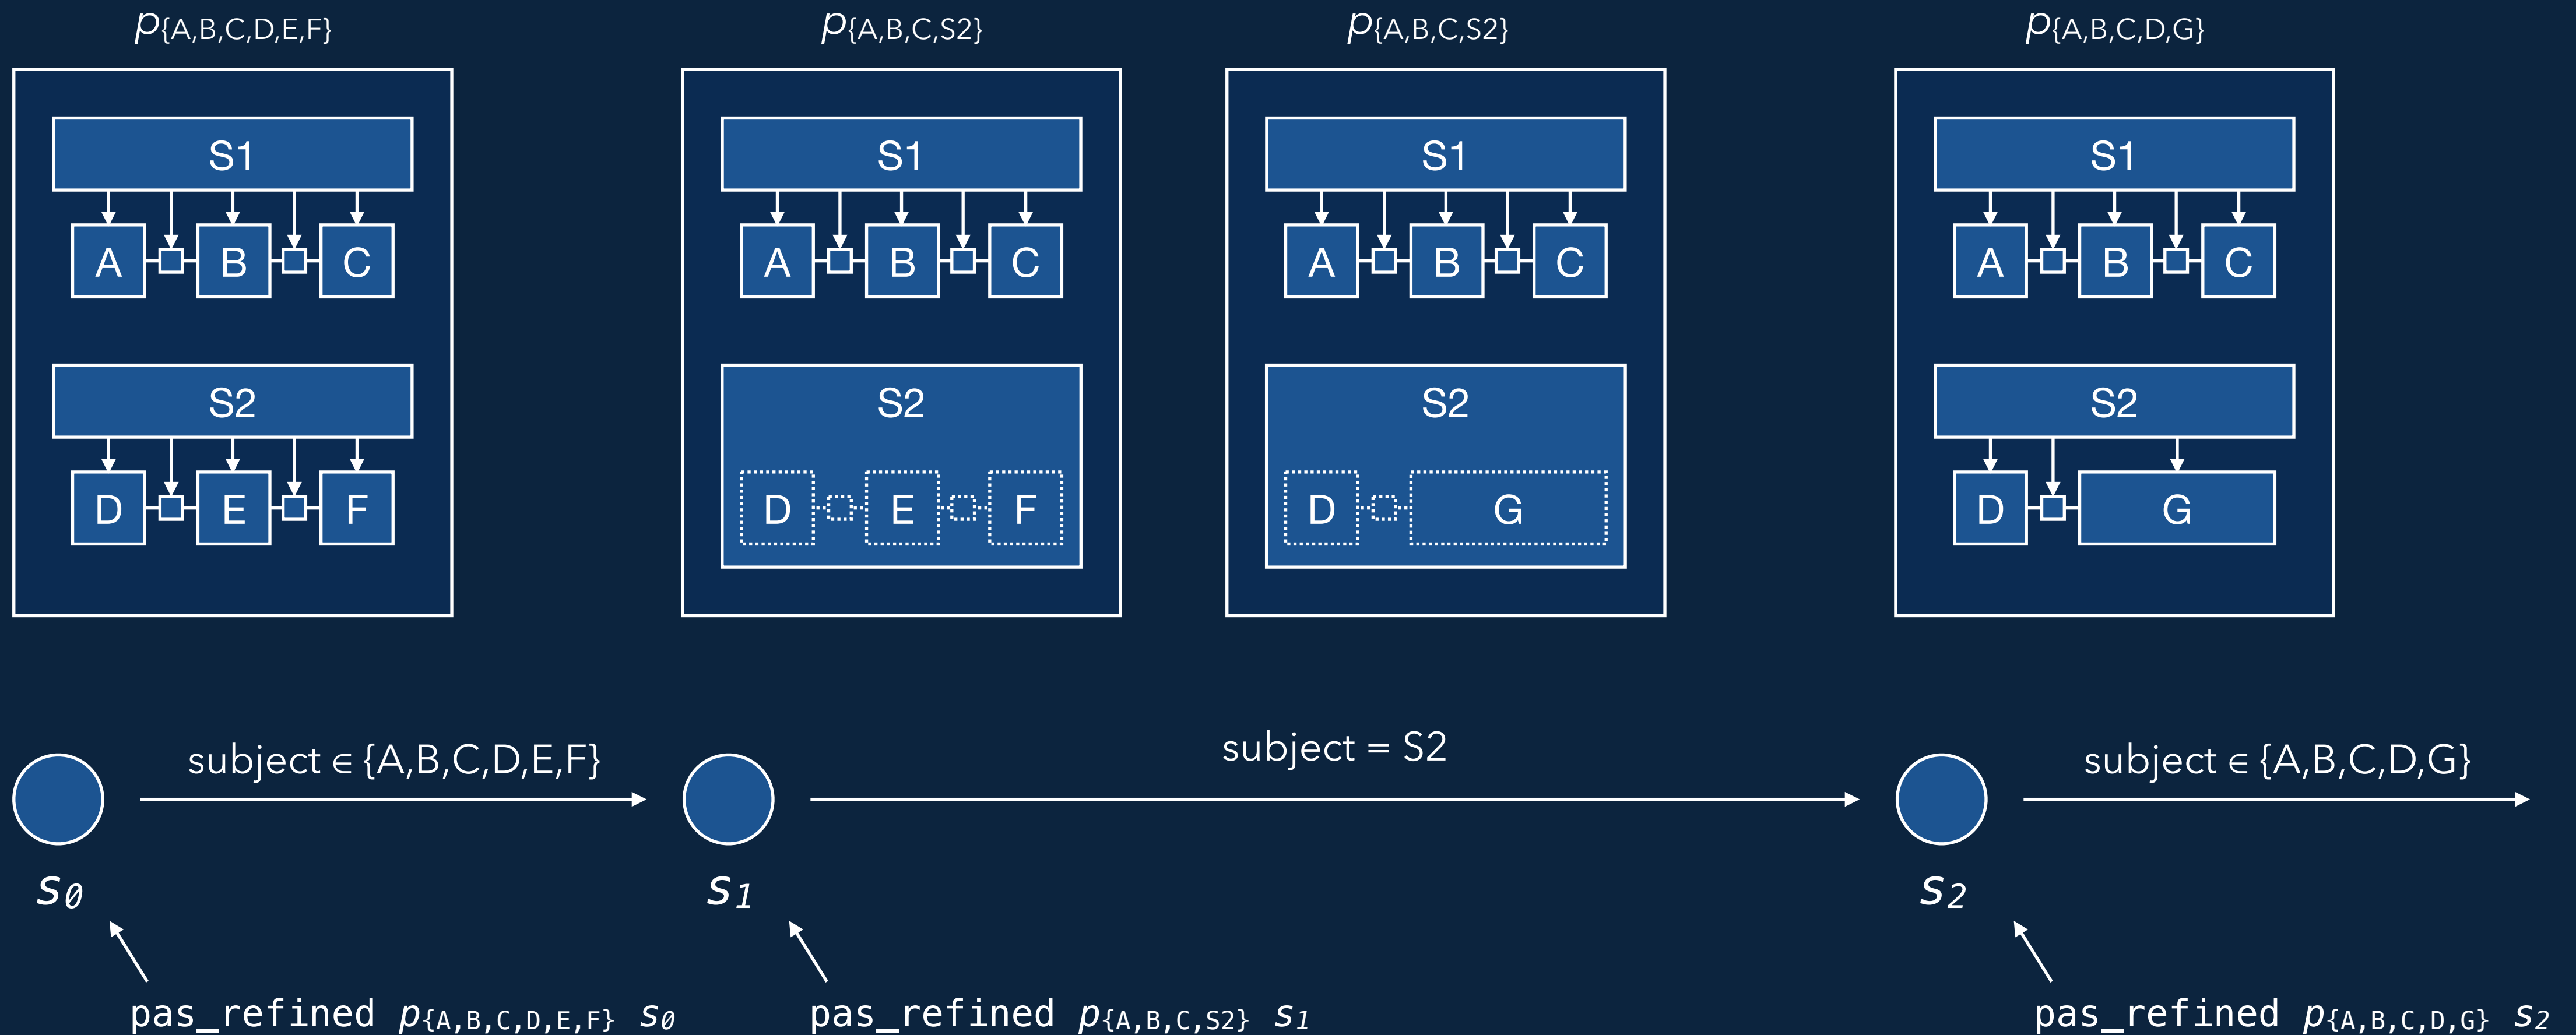 p{A,B,C,D,E,F}
p{A,B,C,S2}
p{A,B,C,S2}
p{A,B,C,D,G}
S1
A B C
S2
D E F
S1
A B C
S2
D E F
S1
A B C
S2
D G
S1
A B C
S2
D G
subject ∈ {A,B,C,D,E,F}
subject = S2
subject ∈ {A,B,C,D,G}
s0
s1
s2
pas_refined p{A,B,C,D,E,F} s0
pas_refined p{A,B,C,S2} s1
pas_refined p{A,B,C,D,G} s2